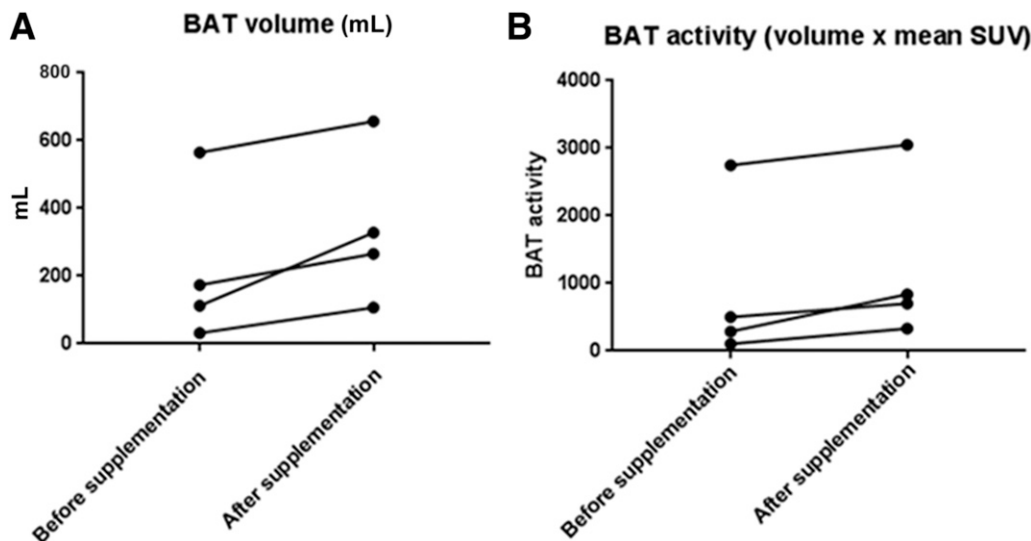 A
BAT volume (mL)
800
600
400
200
0
mL
Before supplementation
After supplementation
B
BAT activity (volume x mean SUV)
4000
3000
2000
1000
0
BAT activity
Before supplementation
After supplementation